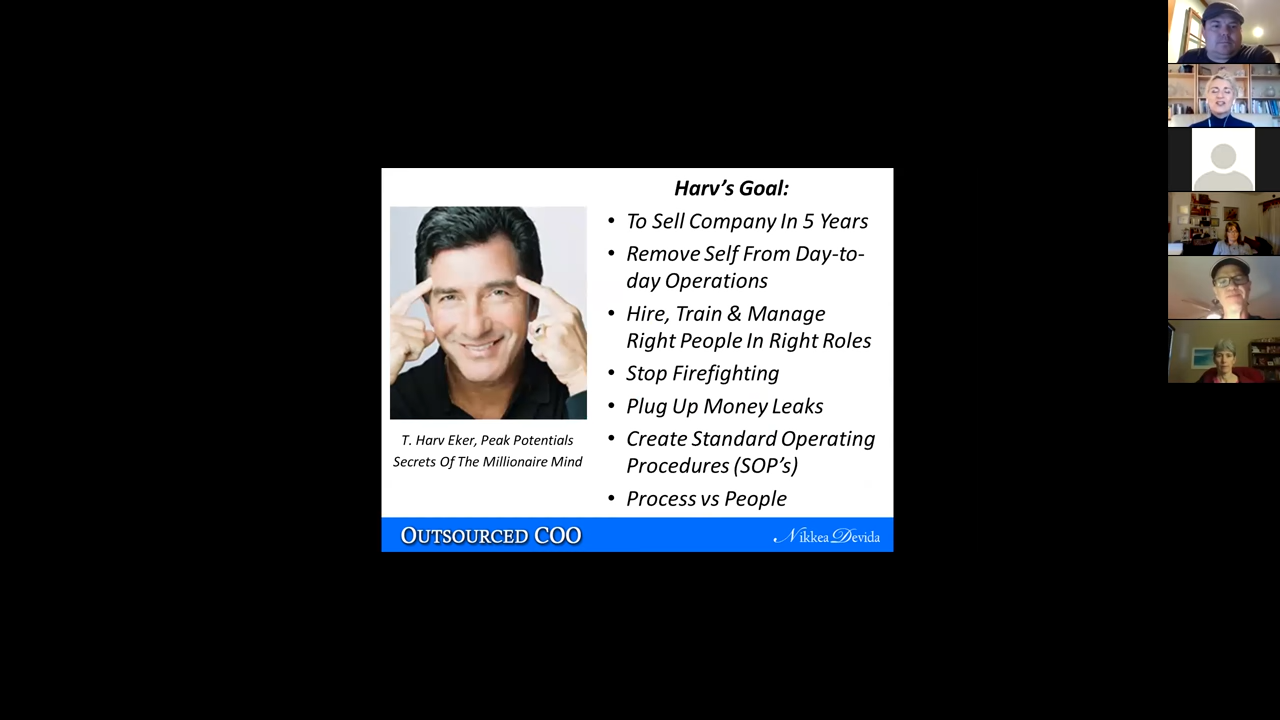 Harv's Goal:
• To Sell Company In 5 Years
• Remove Self From Day-to-
day Operations
• Hire, Train & Manage
Right People In Right Roles
• Stop Firefighting
• Plug Up Money Leaks
• Create Standard Operating
Procedures (SOP's)
• Process vs People
T. Harv Eker, Peak Potentials
Secrets Of The Millionaire Mind
OUTSOURCED COO
Nikkea Devida